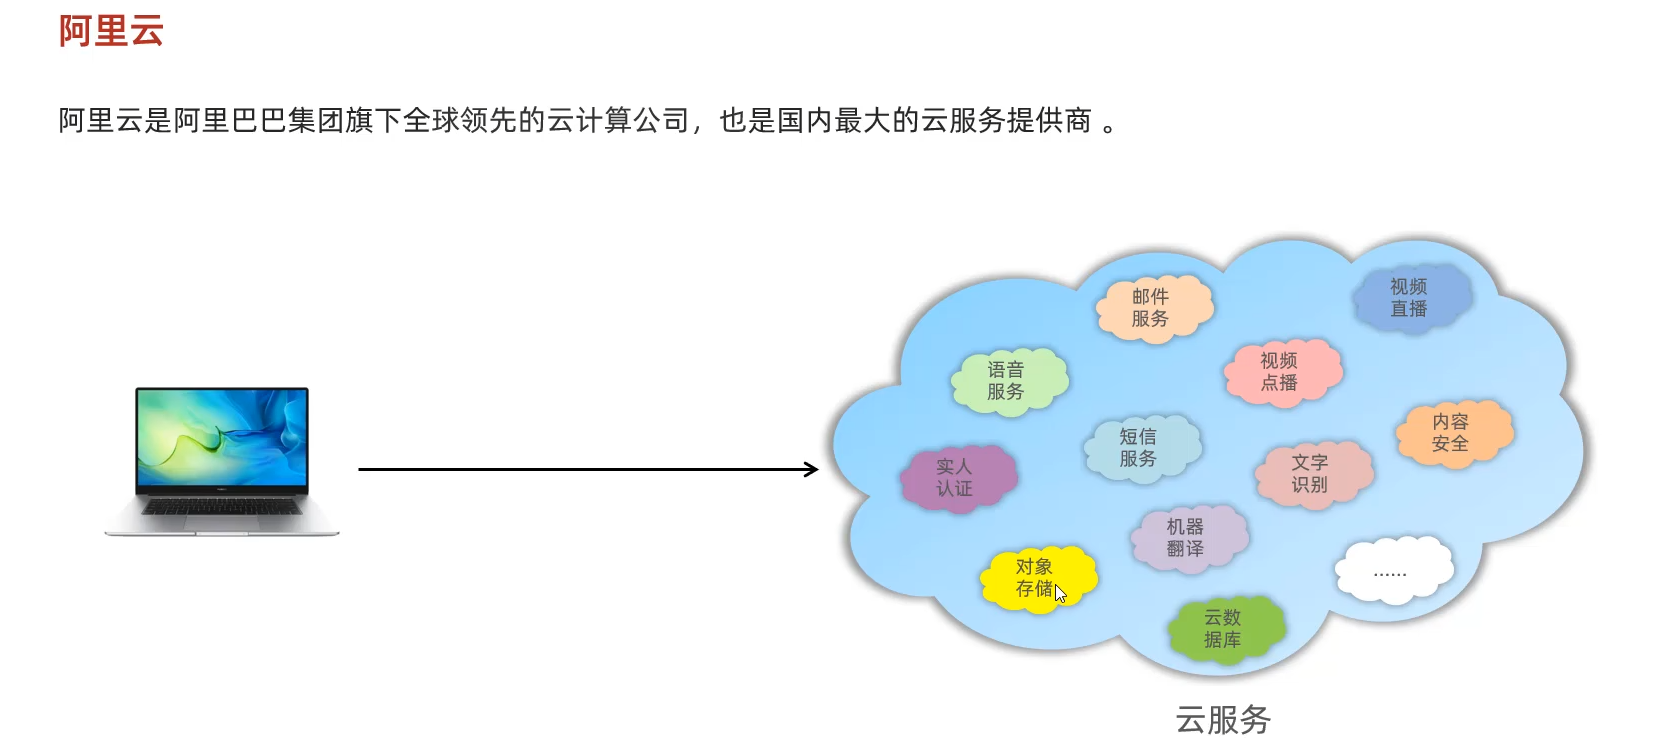 阿里云
阿里云是阿里巴巴集团旗下全球领先的云计算公司，也是国内最大的云服务提供商 。
邮件
服务
视频
直播
语音
服务
视频
点播
短信
服务
内容
安全
实人
认证
文字
识别
机器
翻译
对象
存储
......
云数
据库
云服务